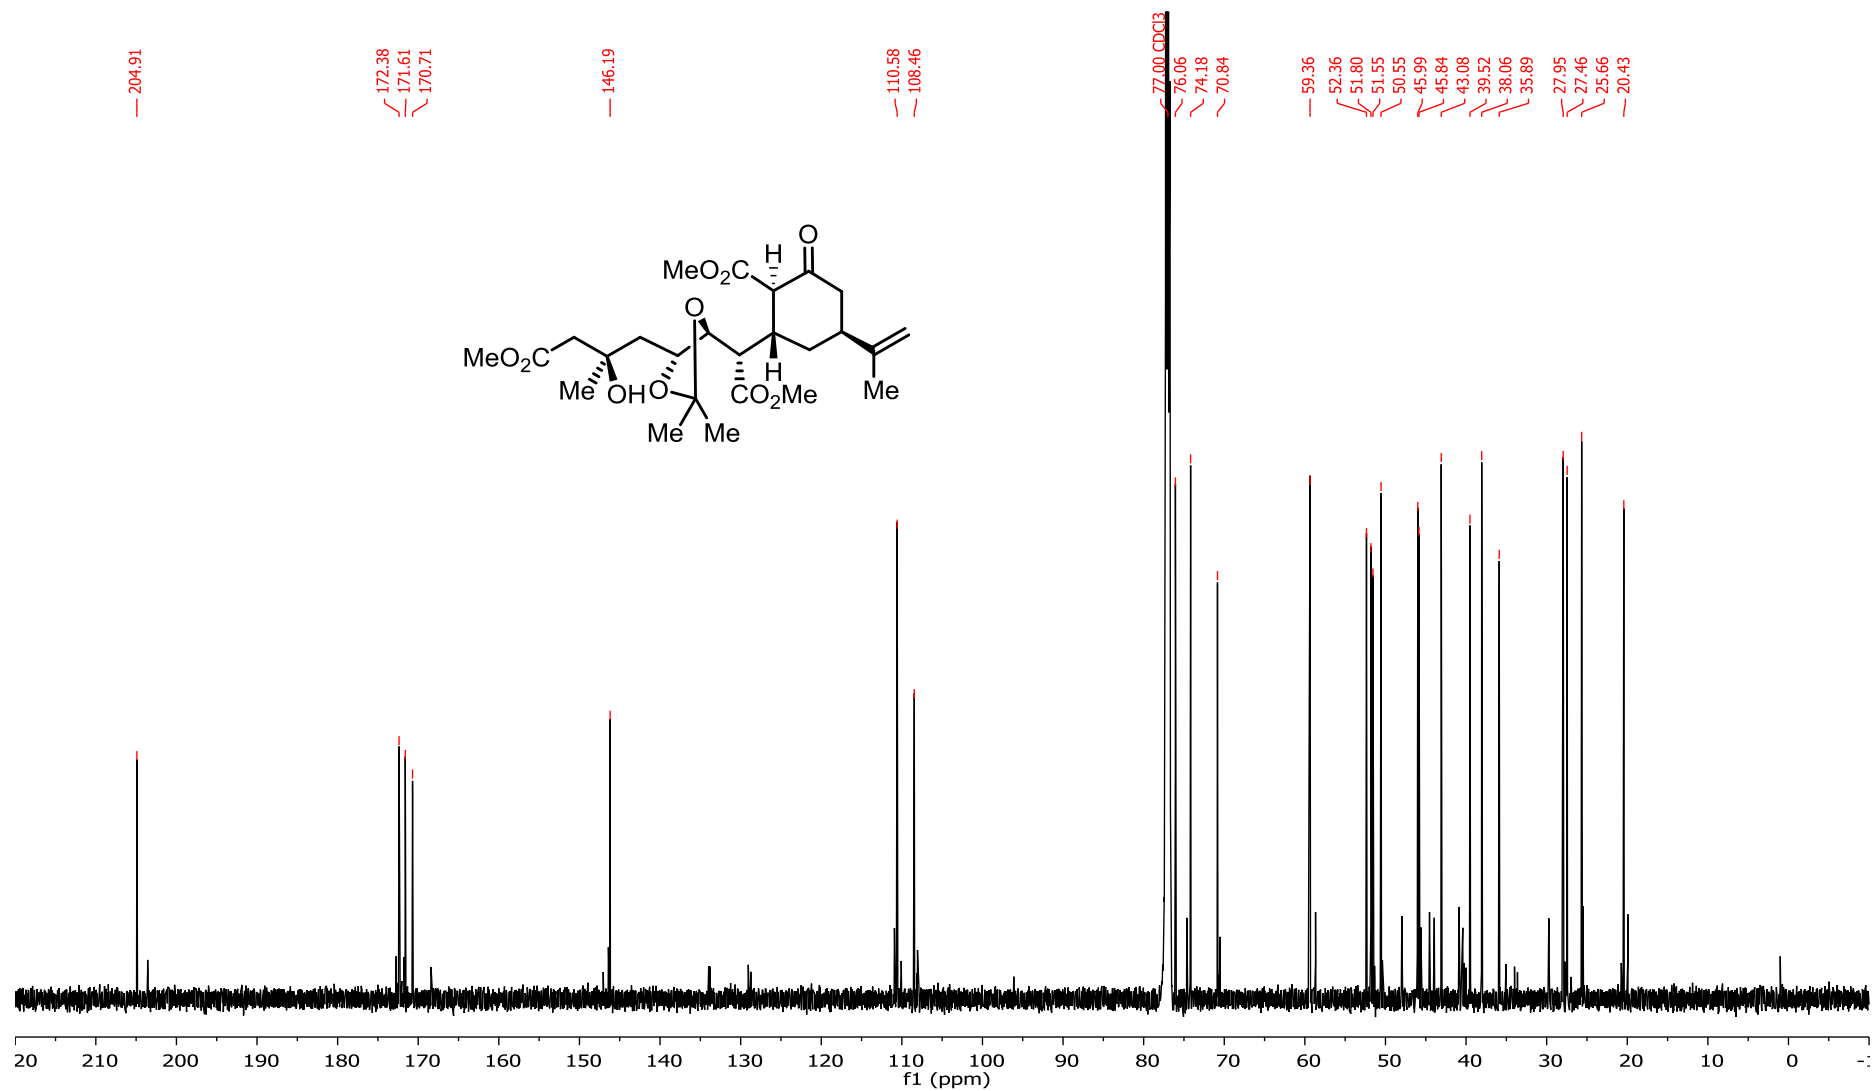 204.91
172.38
171.61
170.71
146.19
110.58
108.46
77.00 CDCl3
76.06
74.18
70.84
59.36
52.36
51.80
51.55
50.55
45.99
45.84
43.08
39.52
38.06
35.89
27.95
27.46
25.66
20.43
O
H
MeO2C
O
MeO2C
H
Me OH O CO2Me Me
Me Me
20 210 200 190 180 170 160 150 140 130 120 110 100 90 80 70 60 50 40 30 20 10 0 -1
f1 (ppm)